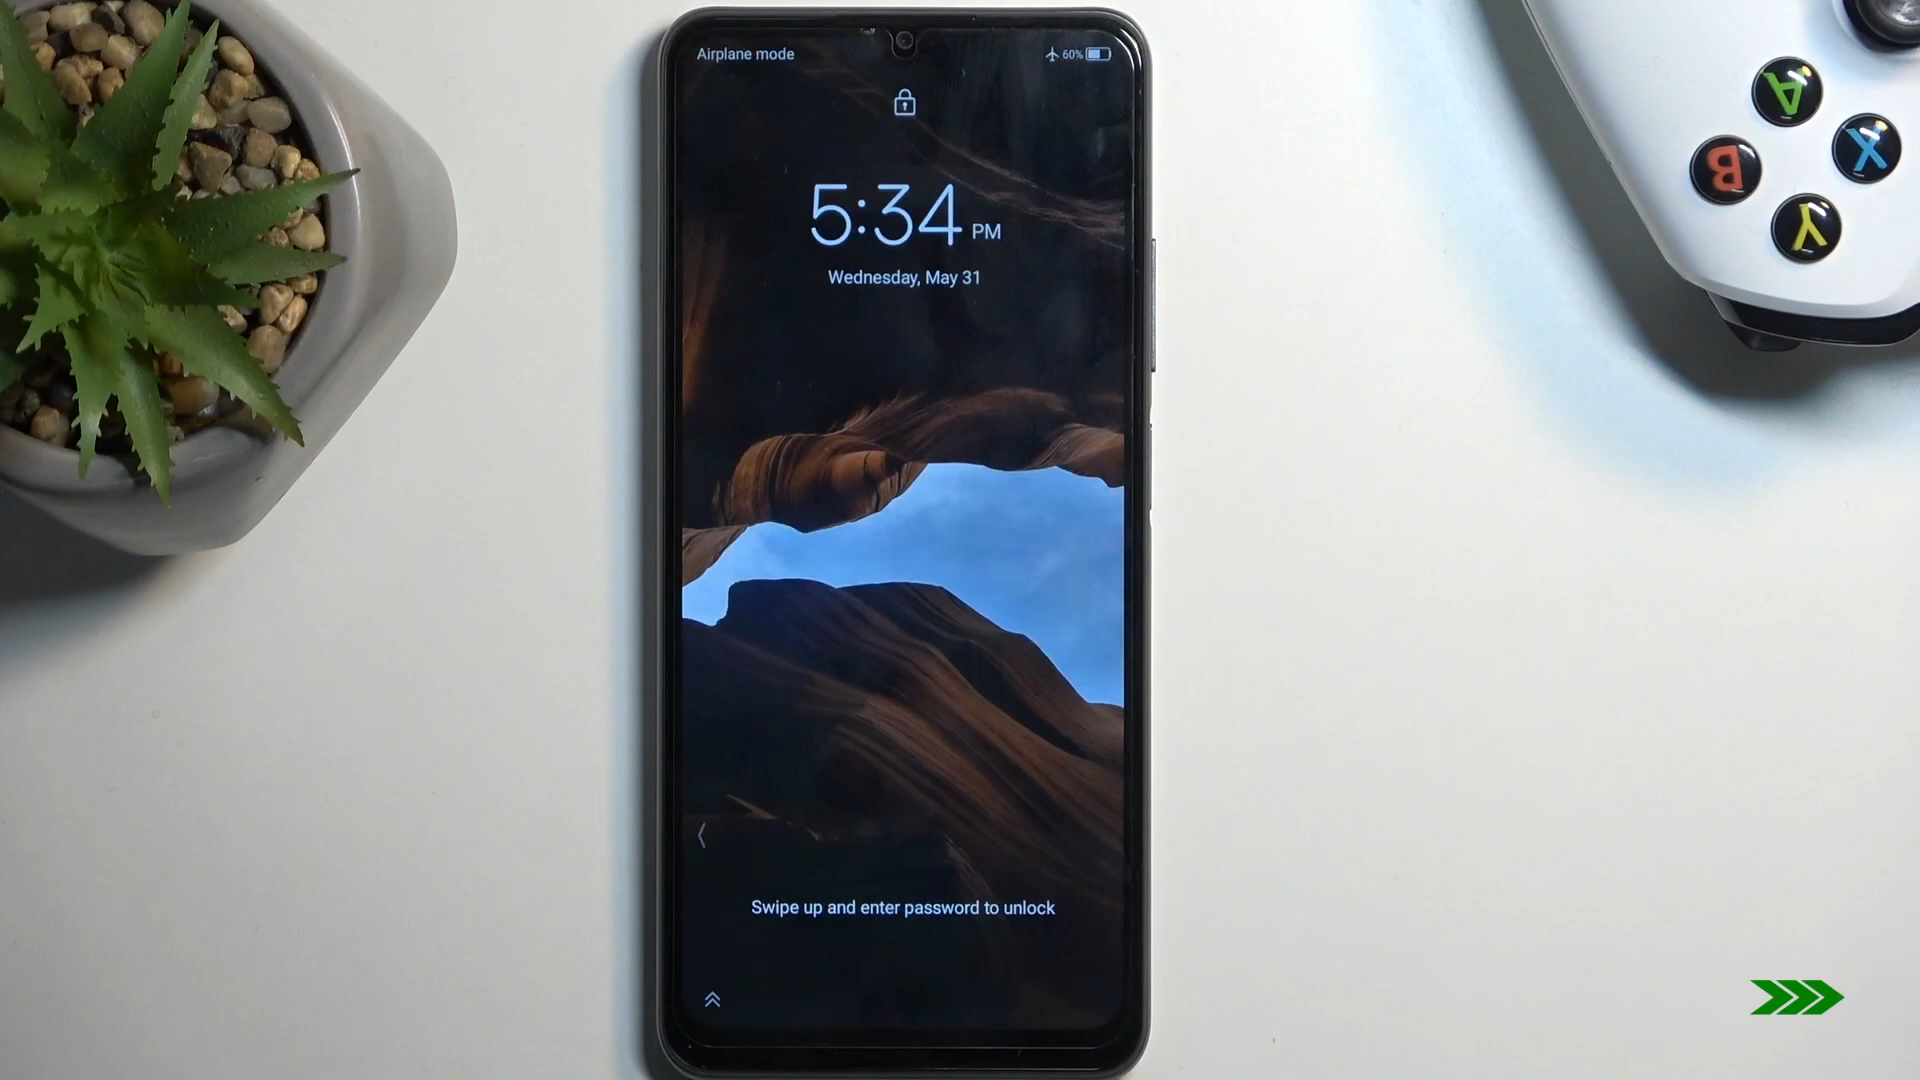 Airplane mode
60%
5:34 PM
Wednesday, May 31
Swipe up and enter password to unlock
A
X
B
Y